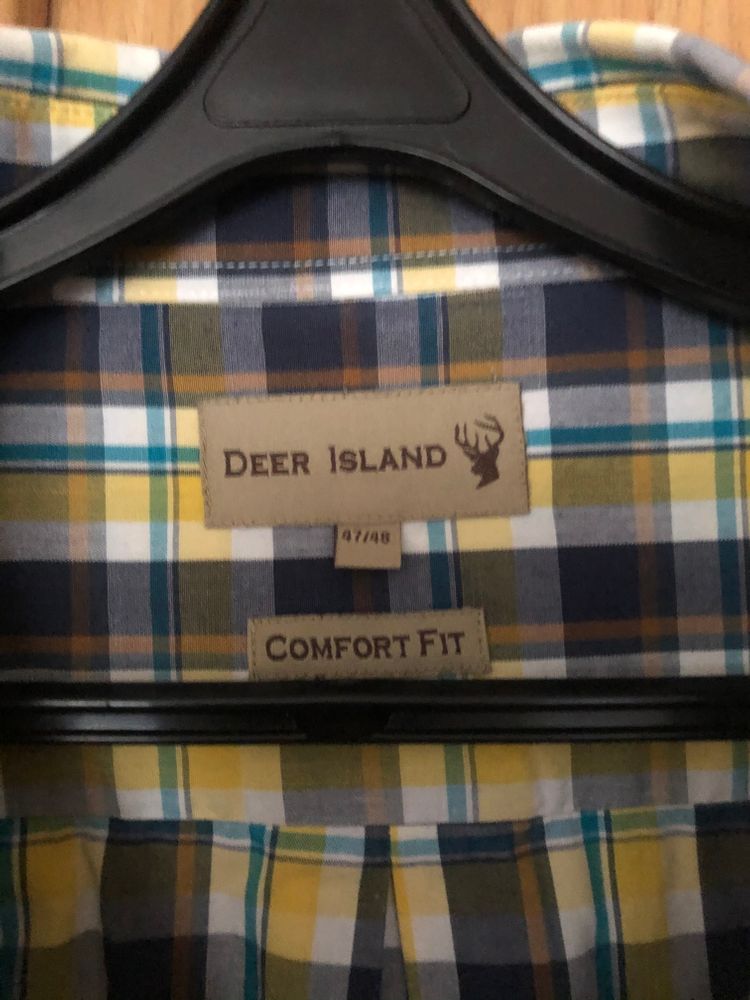 DEER ISLAND
47/48
COMFORT FIT